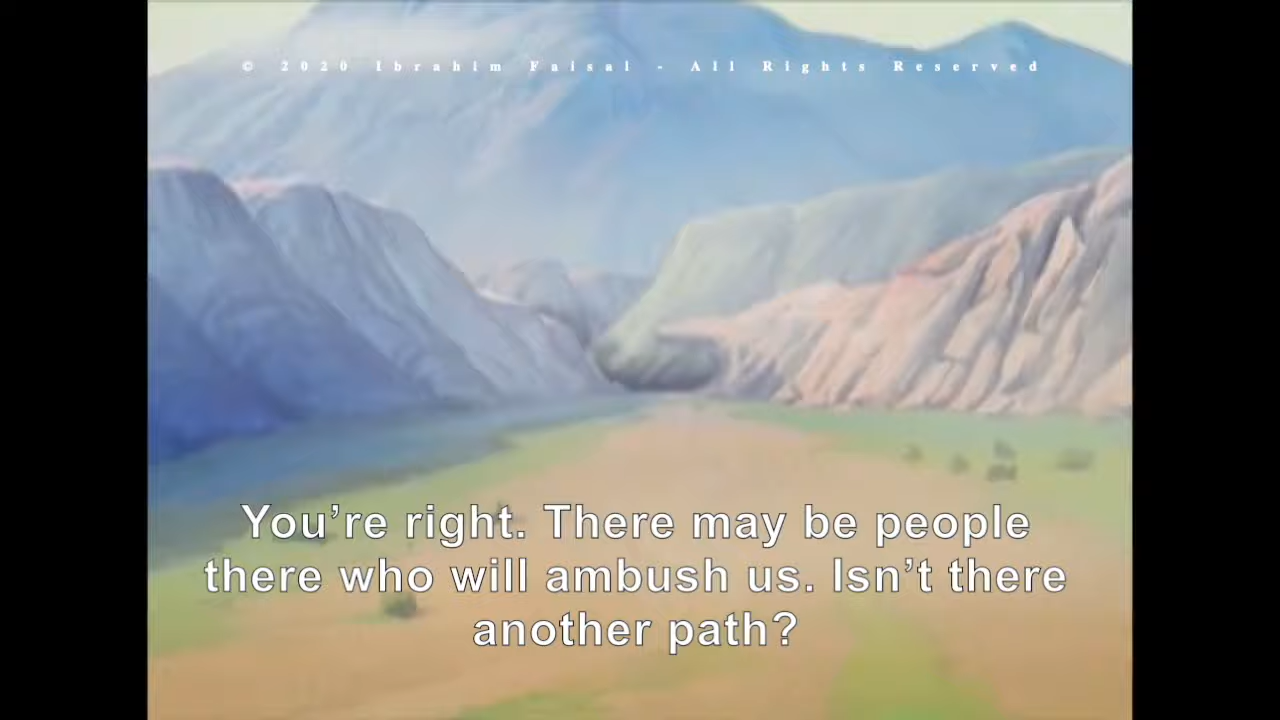 © 2020 Ibrahim Faisal - All Rights Reserved
You’re right. There may be people
there who will ambush us. Isn’t there
another path?